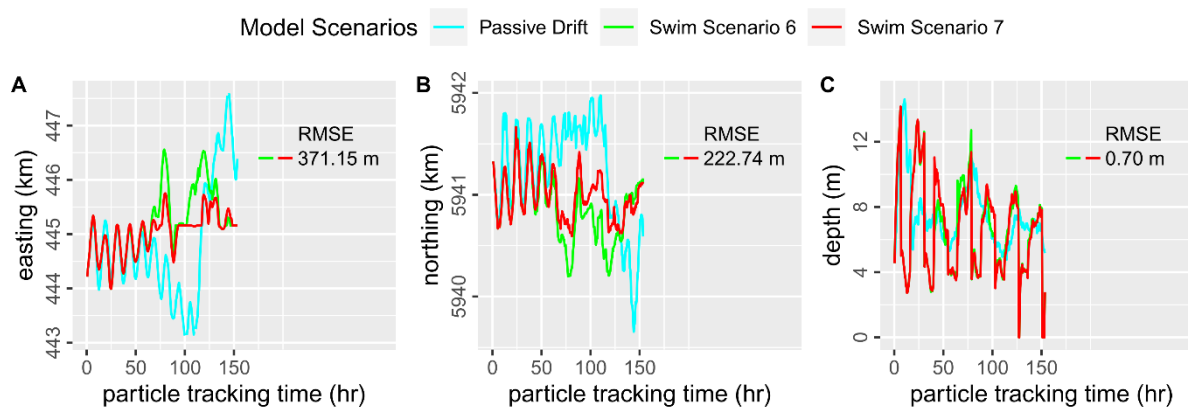 Model Scenarios Passive Drift Swim Scenario 6 Swim Scenario 7
A
447
446
445
444
443
easting (km)
RMSE
371.15 m
0 50 100 150
particle tracking time (hr)
B
5942
5941
5940
northing (km)
RMSE
222.74 m
0 50 100 150
particle tracking time (hr)
C
12
8
4
0
depth (m)
RMSE
0.70 m
0 50 100 150
particle tracking time (hr)